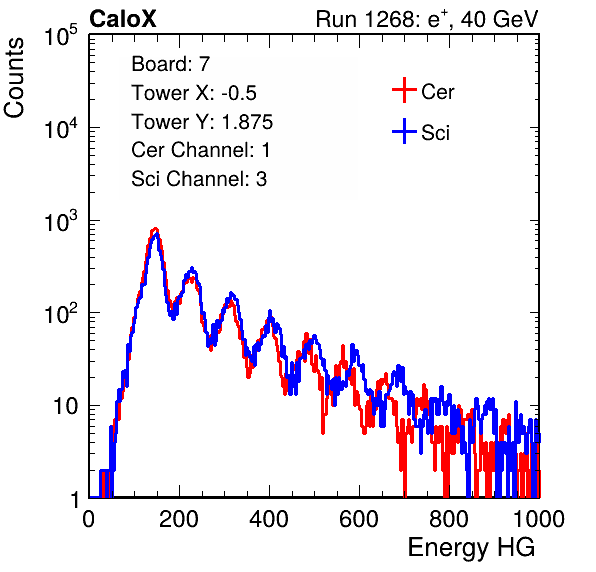 CaloX Run 1268: e⁺, 40 GeV
Counts
Board: 7
Tower X: -0.5
Tower Y: 1.875
Cer Channel: 1
Sci Channel: 3
Cer
Sci
10⁵
10⁴
10³
10²
10
1
0 200 400 600 800 1000
Energy HG